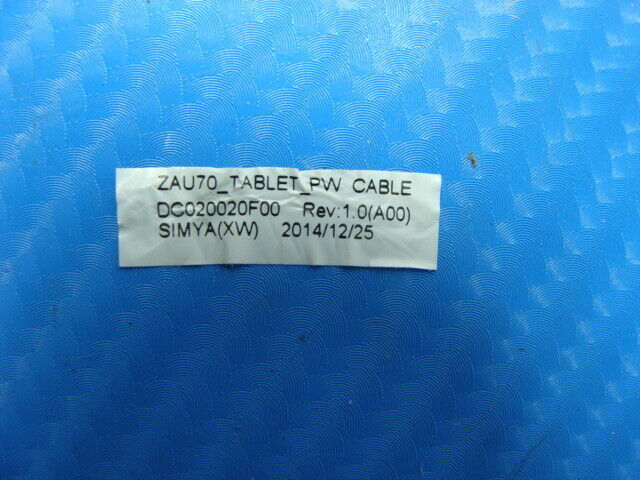 ZAU70_TABLET_PW CABLE
DC020020F00 Rev:1.0(A00)
SIMYA(XW) 2014/12/25